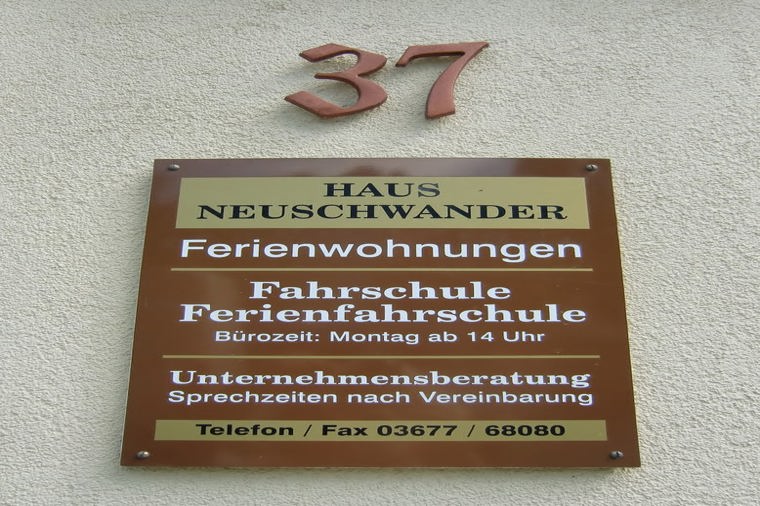 37
HAUS
NEUSCHWANDER
Ferienwohnungen
Fahrschule
Ferienfahrschule
Bürozeit: Montag ab 14 Uhr
Unternehmensberatung
Sprechzeiten nach Vereinbarung
Telefon / Fax 03677 / 68080